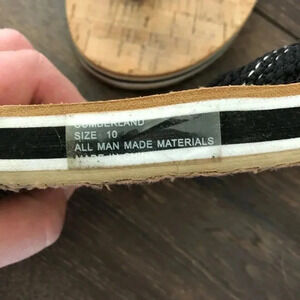 CUMBERLAND
SIZE : 10
ALL MAN MADE MATERIALS
MADE IN